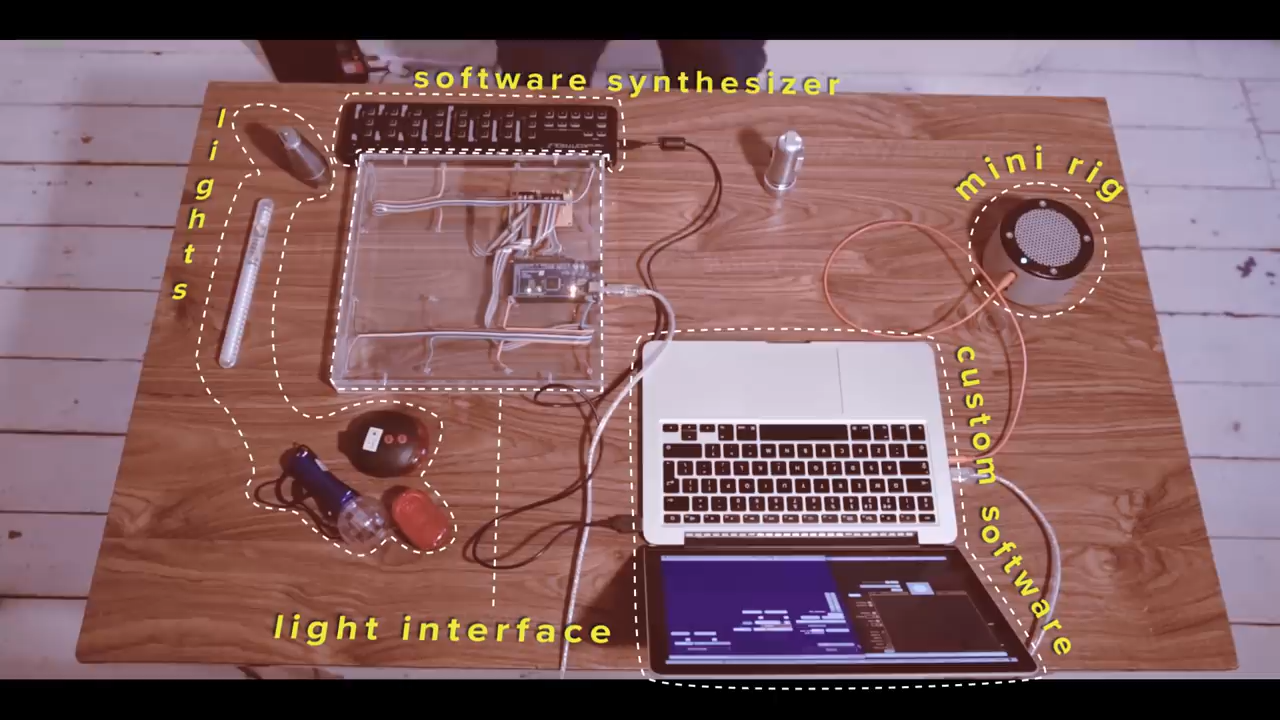 software synthesizer
lights
mini rig
custom software
light interface